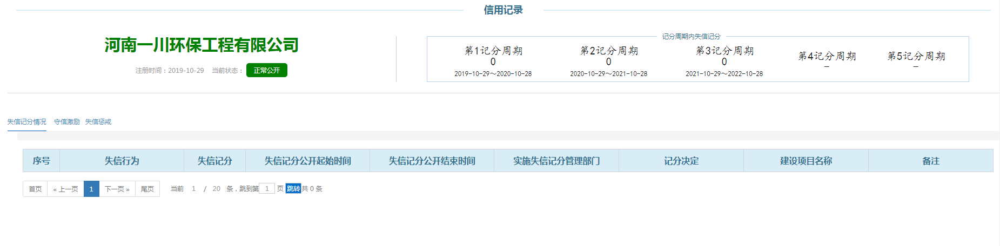 信用记录
河南一川环保工程有限公司
注册时间：2019-10-29 当前状态： 正常公开
记分周期内失信记分
第1记分周期 第2记分周期 第3记分周期 第4记分周期 第5记分周期
0 0 0 － －
2019-10-29～2020-10-28 2020-10-29～2021-10-28 2021-10-29～2022-10-28
失信记分情况 守信激励 失信惩戒
序号 失信行为 失信记分 失信记分公开起始时间 失信记分公开结束时间 实施失信记分管理部门 记分决定 建设项目名称 备注
首页 « 上一页 1 下一页 » 尾页 当前 1 / 20 条，跳到第 1 页 跳转 共 0 条